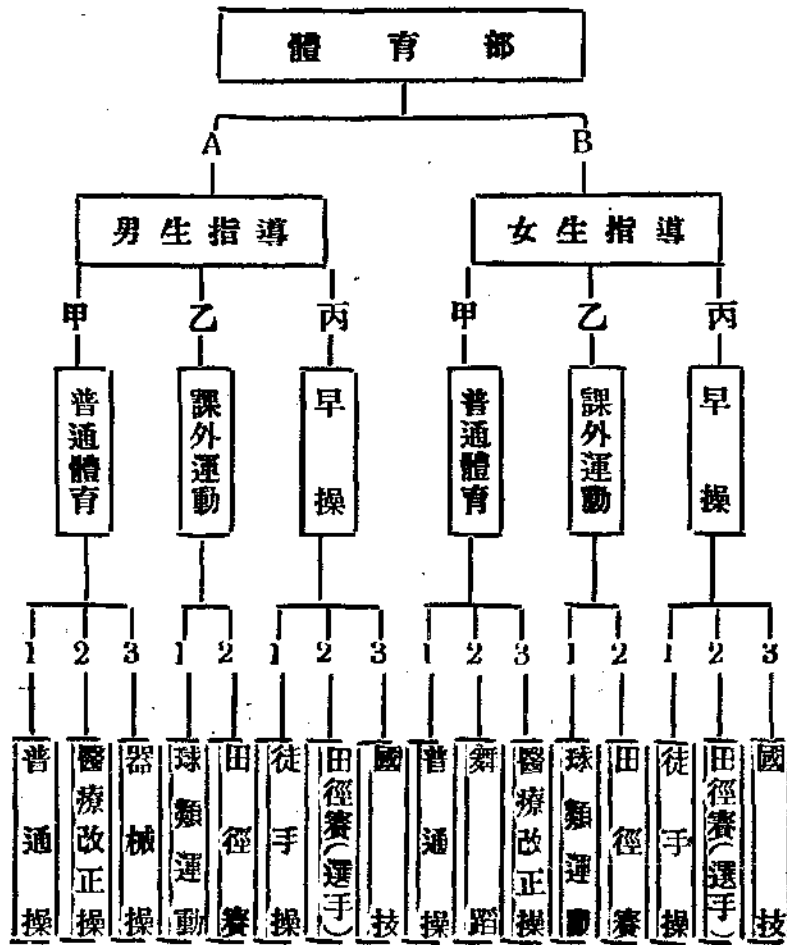 體育部
A
B
男生指導
女生指導
甲
乙
丙
甲
乙
丙
普通體育
課外運動
早操
普通體育
課外運動
早操
1
2
3
1
2
1
2
3
1
2
3
1
2
1
2
3
普通操
醫療改正操
器械操
球類運動
田徑賽
徒手操
田徑賽(選手)
國技
普通操
舞蹈
醫療改正操
球類運動
田徑賽
徒手操
田徑賽(選手)
國技